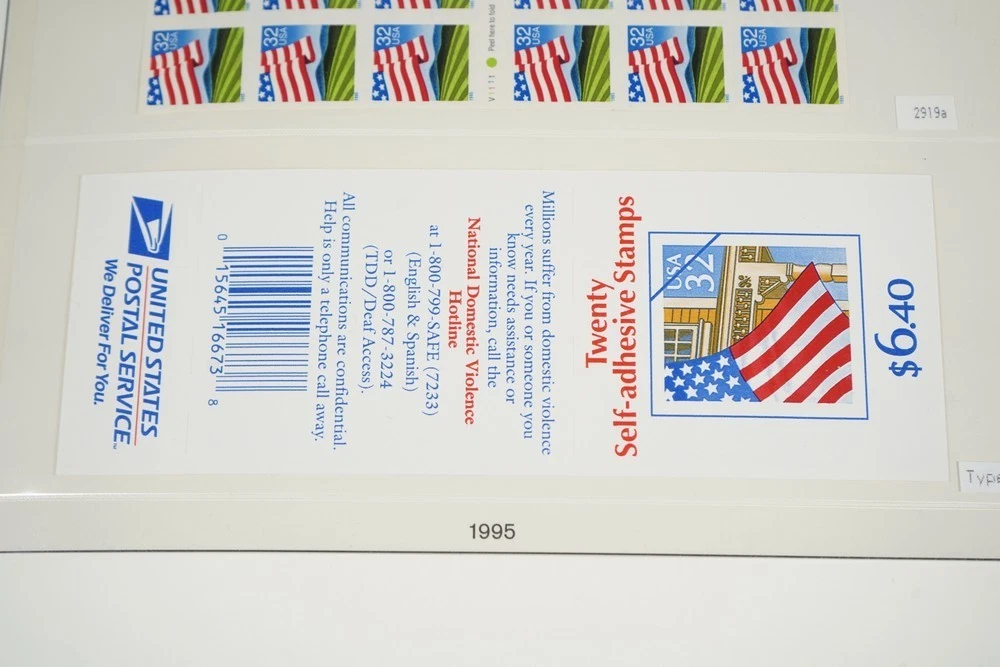 32 USA
32 USA
32 USA
32 USA
32 USA
32 USA
V1111
Peel here to fold
2919a
$6.40
USA
32
Twenty
Self-adhesive Stamps
Millions suffer from domestic violence
every year. If you or someone you
know needs assistance or
information, call the
National Domestic Violence
Hotline
at 1-800-799-SAFE (7233)
(English & Spanish)
or 1-800-787-3224
(TDD/Deaf Access).
All communications are confidential.
Help is only a telephone call away.
0 15645 16673 8
UNITED STATES
POSTAL SERVICE™
We Deliver For You.
1995